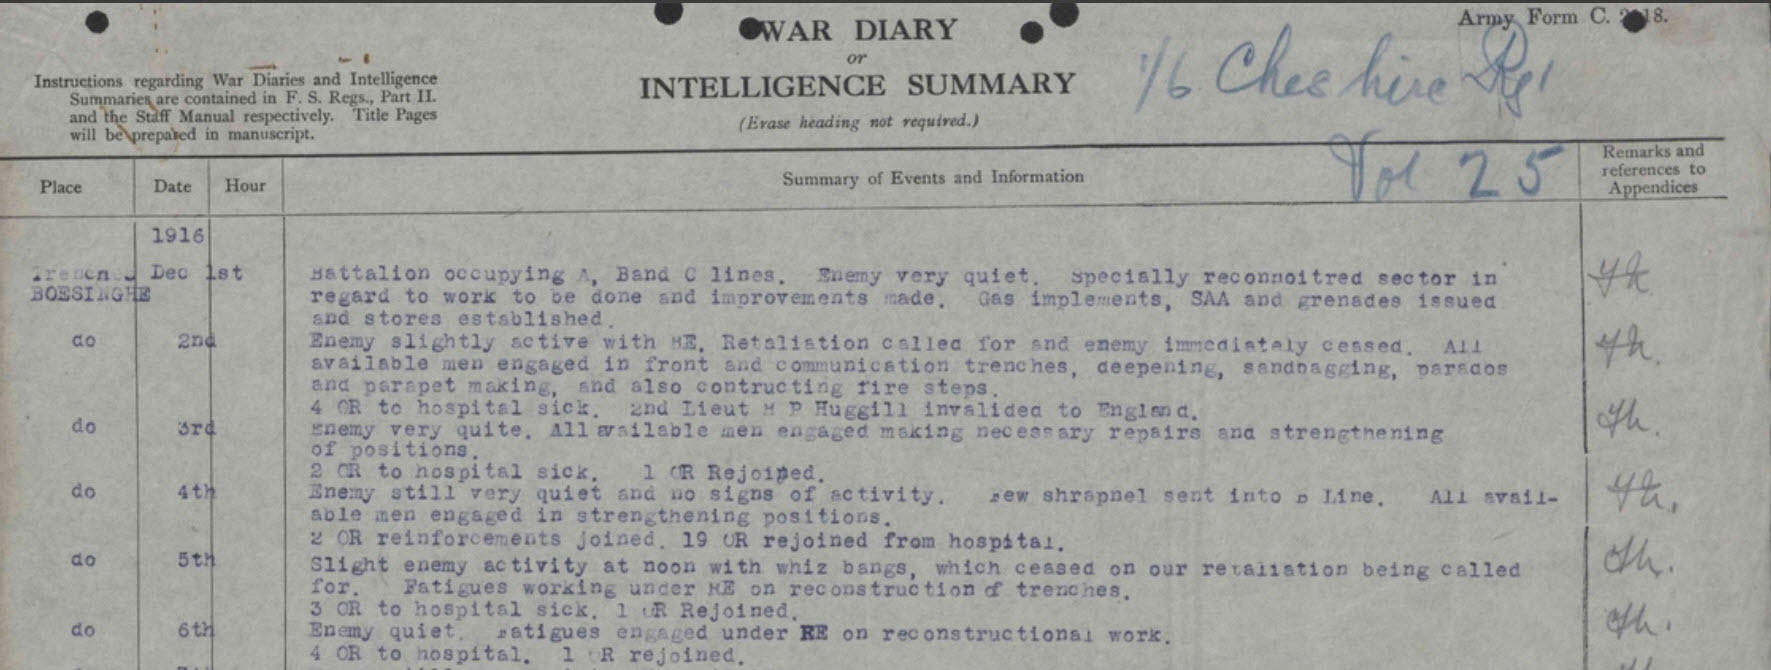 Army Form C. 2118.
WAR DIARY
or
INTELLIGENCE SUMMARY
(Erase heading not required.)
1/6 Cheshire Rgt
Vol 25
Instructions regarding War Diaries and Intelligence
Summaries are contained in F. S. Regs., Part II.
and the Staff Manual respectively. Title Pages
will be prepared in manuscript.
Place Date Hour Summary of Events and Information Remarks and references to Appendices
1916
Trenches Dec 1st Battalion occupying A, Band C lines. Enemy very quiet. Specially reconnoitred sector in
BOESINGHE regard to work to be done and improvements made. Gas implements, SAA and grenades issued
and stores established.
do 2nd Enemy slightly active with HE. Retaliation called for and enemy immediately ceased. All
available men engaged in front and communication trenches, deepening, sandbagging, parados
and parapet making, and also contructing fire steps.
4 OR to hospital sick. 2nd Lieut H P Huggill invalided to England.
do 3rd Enemy very quite. All available men engaged making necessary repairs and strengthening
of positions.
2 OR to hospital sick. 1 OR Rejoined.
do 4th Enemy still very quiet and no signs of activity. Few shrapnel sent into B Line. All avail-
able men engaged in strengthening positions.
2 OR reinforcements joined. 19 OR rejoined from hospital.
do 5th Slight enemy activity at noon with whiz bangs, which ceased on our retaliation being called
for. Fatigues working under RE on reconstruction of trenches.
3 OR to hospital sick. 1 OR Rejoined.
do 6th Enemy quiet. Fatigues engaged under RE on reconstructional work.
4 OR to hospital. 1 OR rejoined.